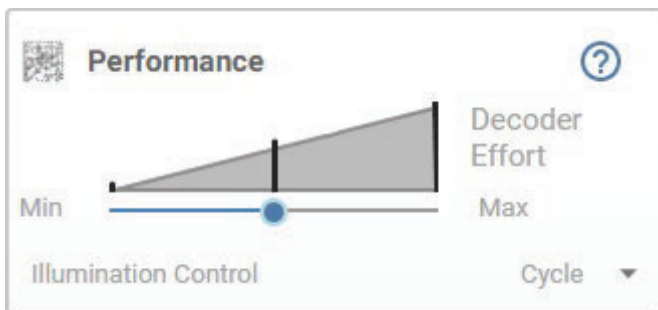 Performance
?
Decoder
Effort
Min
Max
Illumination Control
Cycle